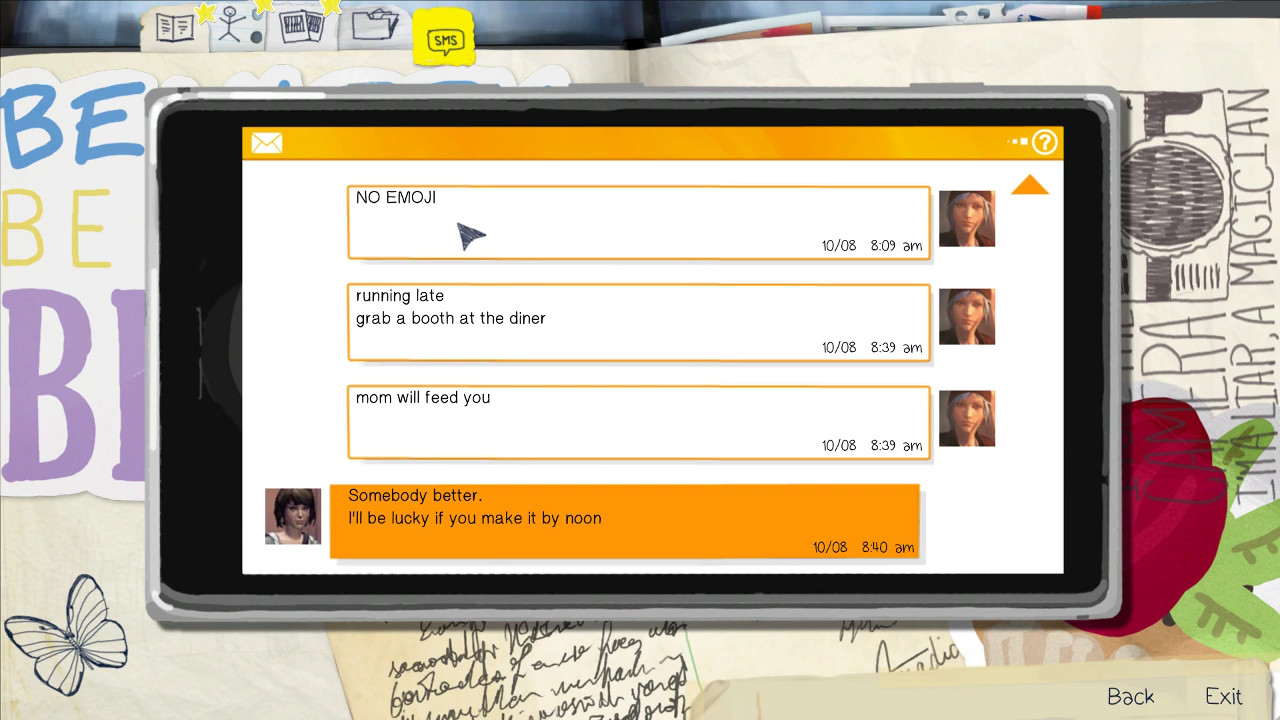 SMS
BE
BE
NO EMOJI
10/08 8:09 am
running late
grab a booth at the diner
10/08 8:39 am
mom will feed you
10/08 8:39 am
Somebody better.
I'll be lucky if you make it by noon
10/08 8:40 am
CAMERA
LIAR, A MAGICIAN
Back
Exit